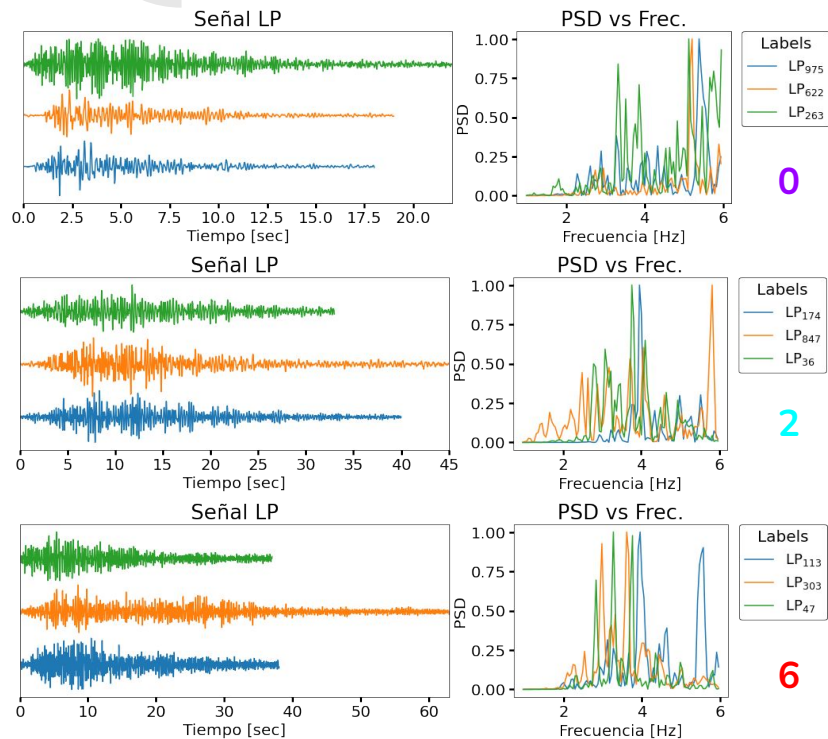 Señal LP
PSD vs Frec.
1.00
0.75
0.50
0.25
0.00
PSD
Labels
LP975
LP622
LP263
0
0.0 2.5 5.0 7.5 10.0 12.5 15.0 17.5 20.0
Tiempo [sec]
2 4 6
Frecuencia [Hz]
Señal LP
PSD vs Frec.
1.00
0.75
0.50
0.25
0.00
PSD
Labels
LP174
LP847
LP36
2
0 5 10 15 20 25 30 35 40 45
Tiempo [sec]
2 4 6
Frecuencia [Hz]
Señal LP
PSD vs Frec.
1.00
0.75
0.50
0.25
0.00
PSD
Labels
LP113
LP303
LP47
6
0 10 20 30 40 50 60
Tiempo [sec]
2 4 6
Frecuencia [Hz]